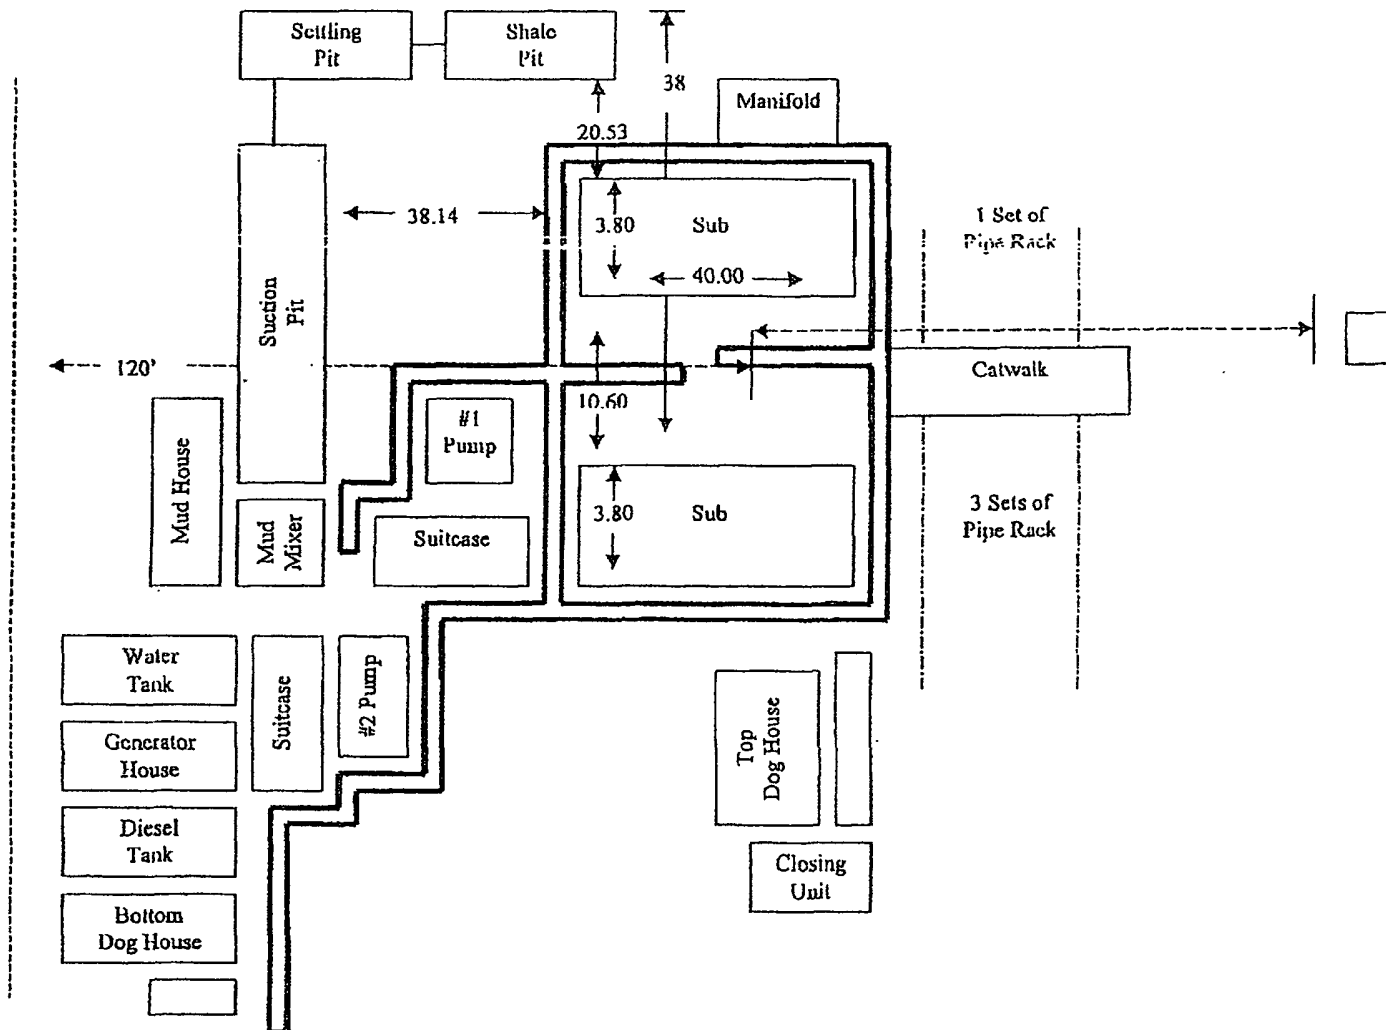 Settling
Pit
Shale
Pit
38
Manifold
20.53
38.14
3.80
Sub
40.00
1 Set of
Pipe Rack
Suction
Pit
120'
Catwalk
10.60
#1
Pump
Mud House
Mud
Mixer
Suitcase
3.80
Sub
3 Sets of
Pipe Rack
Water
Tank
Suitcase
#2 Pump
Generator
House
Top
Dog House
Diesel
Tank
Closing
Unit
Bottom
Dog House